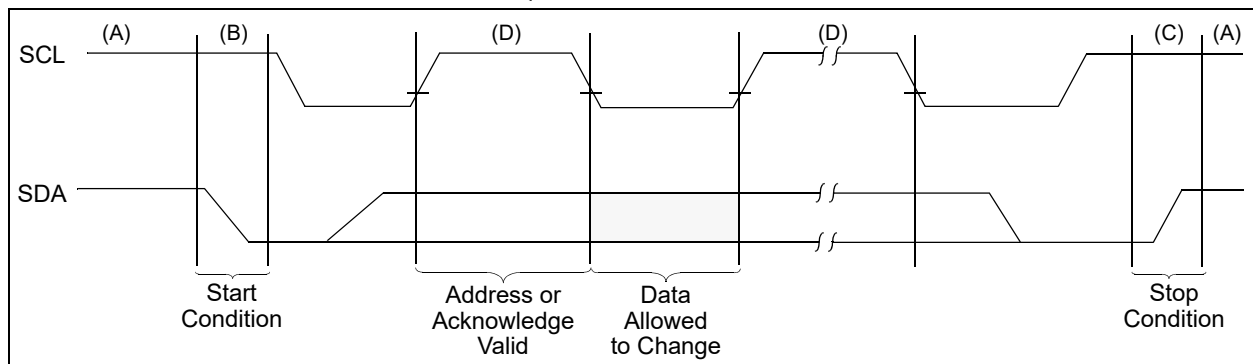 (A) (B) (D) (D) (C) (A)
SCL
SDA
Start
Condition
Address or
Acknowledge
Valid
Data
Allowed
to Change
Stop
Condition